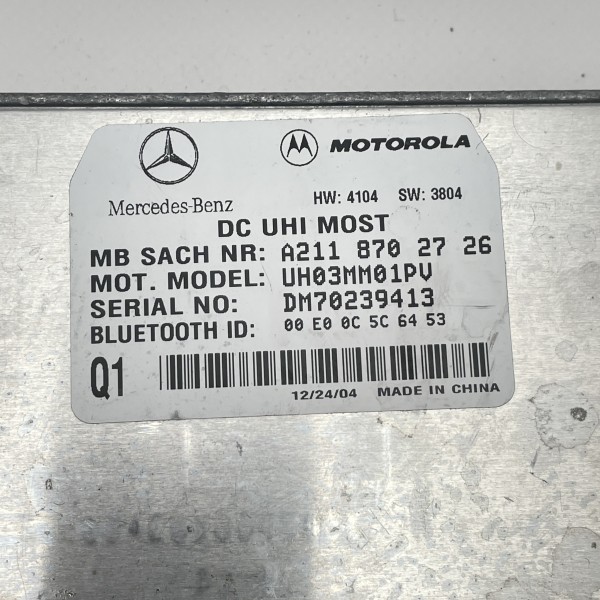 Mercedes-Benz
MOTOROLA
HW: 4104 SW: 3804
DC UHI MOST
MB SACH NR: A211 870 27 26
MOT. MODEL: UH03MM01PV
SERIAL NO: DM70239413
BLUETOOTH ID: 00 E0 0C 5C 64 53
Q1
12/24/04 MADE IN CHINA